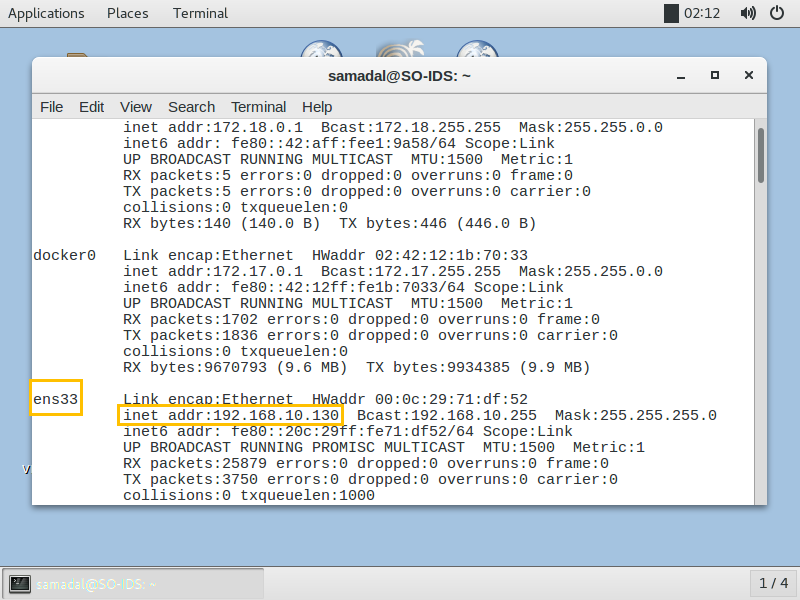 Applications Places Terminal 02:12
samadal@SO-IDS: ~
File Edit View Search Terminal Help
inet addr:172.18.0.1 Bcast:172.18.255.255 Mask:255.255.0.0
inet6 addr: fe80::42:aff:fee1:9a58/64 Scope:Link
UP BROADCAST RUNNING MULTICAST MTU:1500 Metric:1
RX packets:5 errors:0 dropped:0 overruns:0 frame:0
TX packets:5 errors:0 dropped:0 overruns:0 carrier:0
collisions:0 txqueuelen:0
RX bytes:140 (140.0 B) TX bytes:446 (446.0 B)
docker0 Link encap:Ethernet HWaddr 02:42:12:1b:70:33
inet addr:172.17.0.1 Bcast:172.17.255.255 Mask:255.255.0.0
inet6 addr: fe80::42:12ff:fe1b:7033/64 Scope:Link
UP BROADCAST RUNNING MULTICAST MTU:1500 Metric:1
RX packets:1702 errors:0 dropped:0 overruns:0 frame:0
TX packets:1836 errors:0 dropped:0 overruns:0 carrier:0
collisions:0 txqueuelen:0
RX bytes:9670793 (9.6 MB) TX bytes:9934385 (9.9 MB)
ens33 Link encap:Ethernet HWaddr 00:0c:29:71:df:52
inet addr:192.168.10.130 Bcast:192.168.10.255 Mask:255.255.255.0
inet6 addr: fe80::20c:29ff:fe71:df52/64 Scope:Link
UP BROADCAST RUNNING PROMISC MULTICAST MTU:1500 Metric:1
RX packets:25879 errors:0 dropped:0 overruns:0 frame:0
TX packets:3750 errors:0 dropped:0 overruns:0 carrier:0
collisions:0 txqueuelen:1000
samadal@SO-IDS: ~ 1 / 4